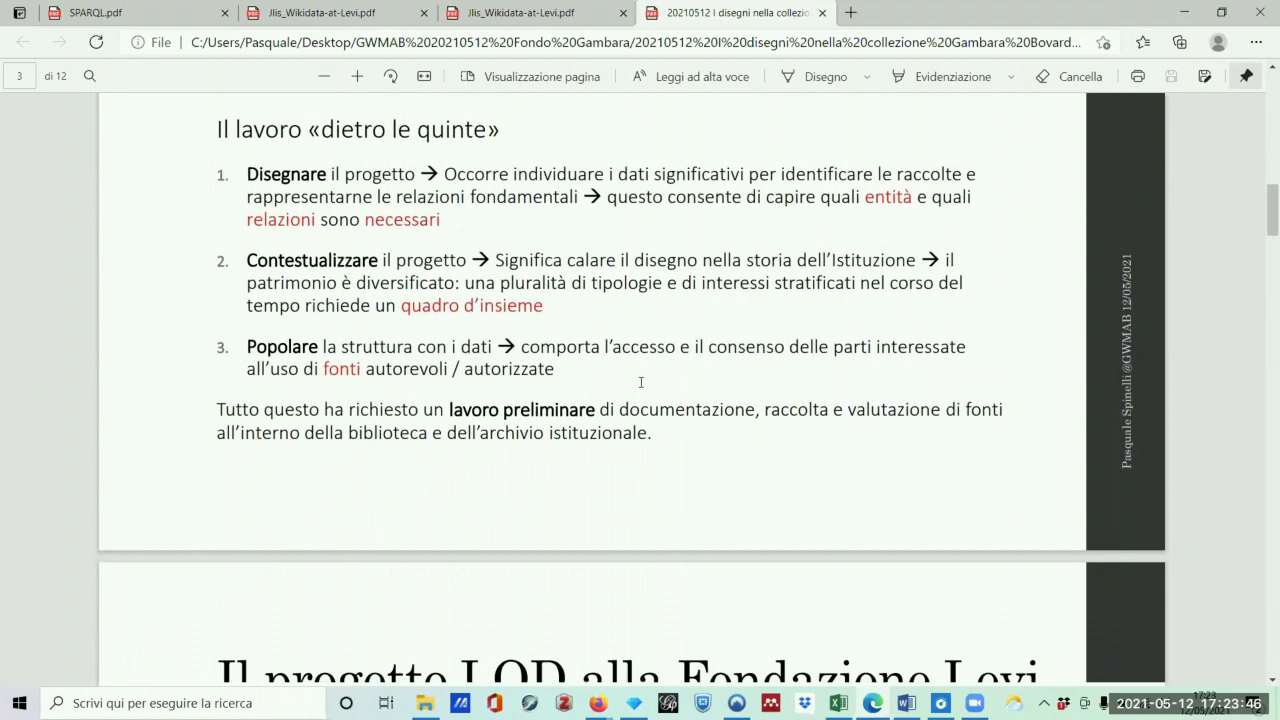 SPARQL.pdf
Jlis_Wikidata-at-Levi.pdf
Jlis_Wikidata-at-Levi.pdf
20210512 I disegni nella collezio
File
C:/Users/Pasquale/Desktop/GWMAB%2020210512%20Fondo%20Gambara/20210512%20I%20disegni%20nella%20collezione%20Gambara%20Bovard...
3 di 12
Visualizzazione pagina
Leggi ad alta voce
Disegno
Evidenziazione
Cancella
Il lavoro «dietro le quinte»
1. Disegnare il progetto → Occorre individuare i dati significativi per identificare le raccolte e
rappresentarne le relazioni fondamentali → questo consente di capire quali entità e quali
relazioni sono necessari
2. Contestualizzare il progetto → Significa calare il disegno nella storia dell'Istituzione → il
patrimonio è diversificato: una pluralità di tipologie e di interessi stratificati nel corso del
tempo richiede un quadro d'insieme
3. Popolare la struttura con i dati → comporta l'accesso e il consenso delle parti interessate
all'uso di fonti autorevoli / autorizzate
Tutto questo ha richiesto un lavoro preliminare di documentazione, raccolta e valutazione di fonti
all'interno della biblioteca e dell'archivio istituzionale.
Pasquale Spinelli @GWMAB 12/05/2021
Il progetto LOD alla Fondazione Levi
Scrivi qui per eseguire la ricerca
17:23
12/05/2021
2021-05-12 17:23:46